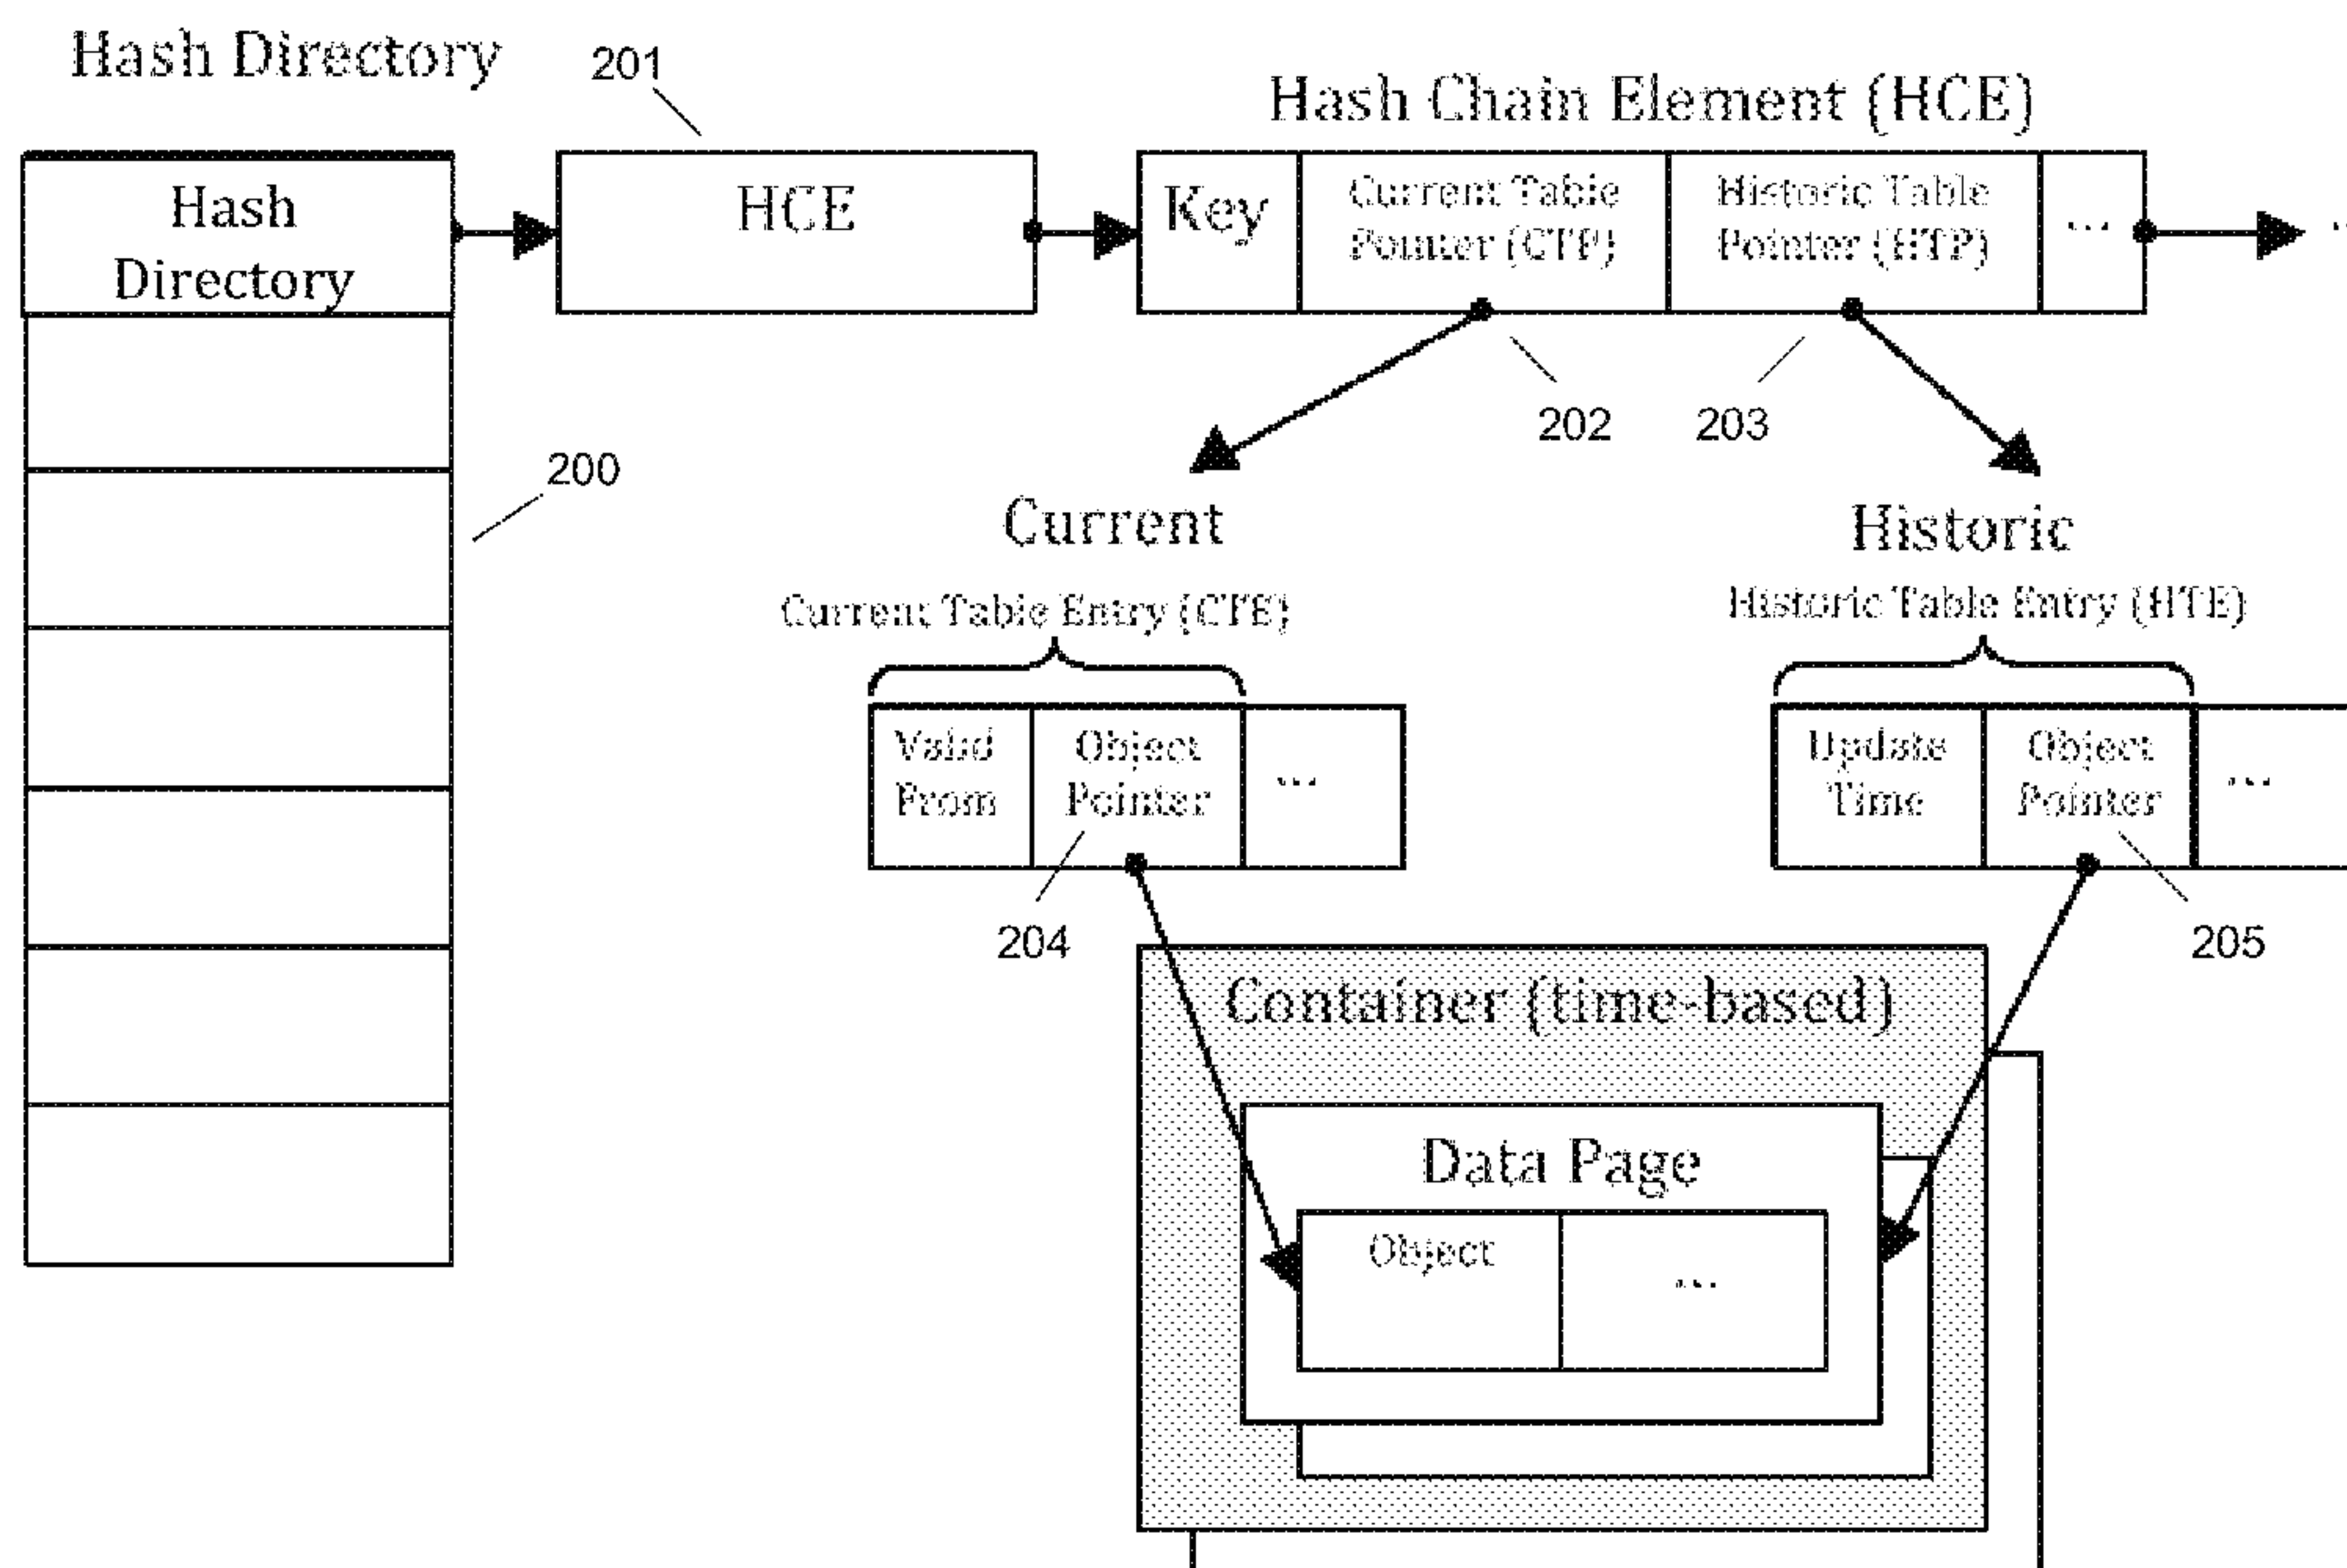 Hash Directory
201
Hash Chain Element (HCE)
Hash
Directory
HCE
Key
Current Table
Pointer (CTP)
Historic Table
Pointer (HTP)
...
...
202
203
200
Current
Historic
Current Table Entry (CTE)
Historic Table Entry (HTE)
Valid
From
Object
Pointer
...
Update
Time
Object
Pointer
...
204
205
Container (time-based)
Data Page
Object
...